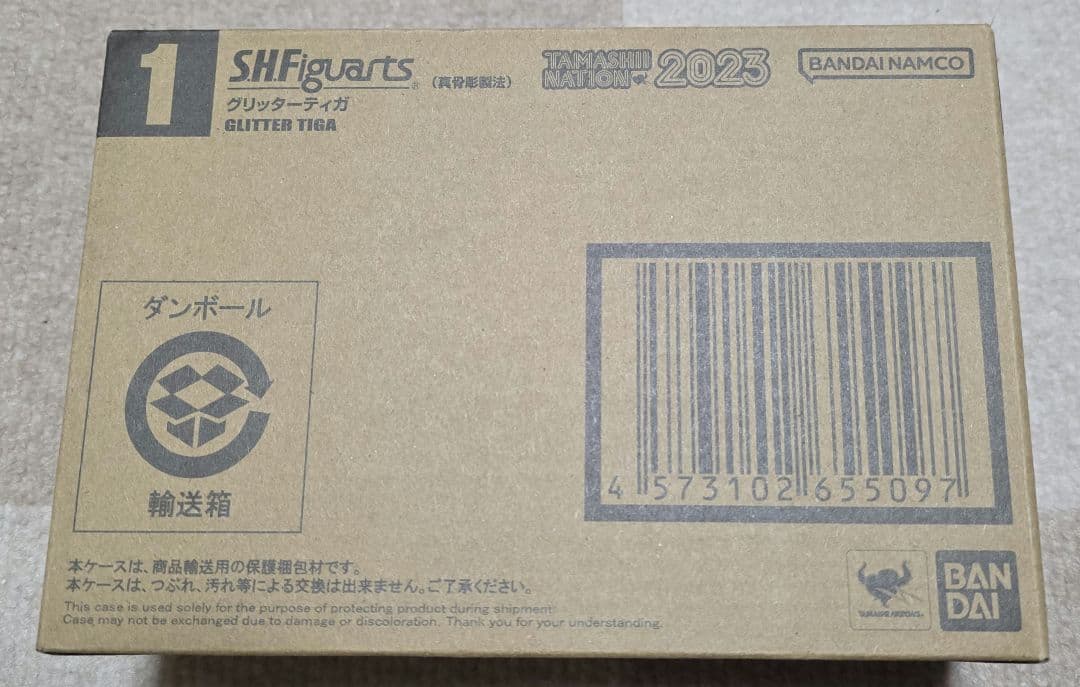 1
S.H.Figuarts
(真骨彫製法)
グリッターティガ
GLITTER TIGA
TAMASHII
NATION
2023
BANDAI NAMCO
ダンボール
輸送箱
4 573102 655097
本ケースは、商品輸送用の保護梱包材です。
本ケースは、つぶれ、汚れ等による交換は出来ません。ご了承ください。
This case is used solely for the purpose of protecting product during shipment.
Case may not be exchanged due to damage or discoloration. Thank you for your understanding.
TAMASHII NATIONS
BAN
DAI